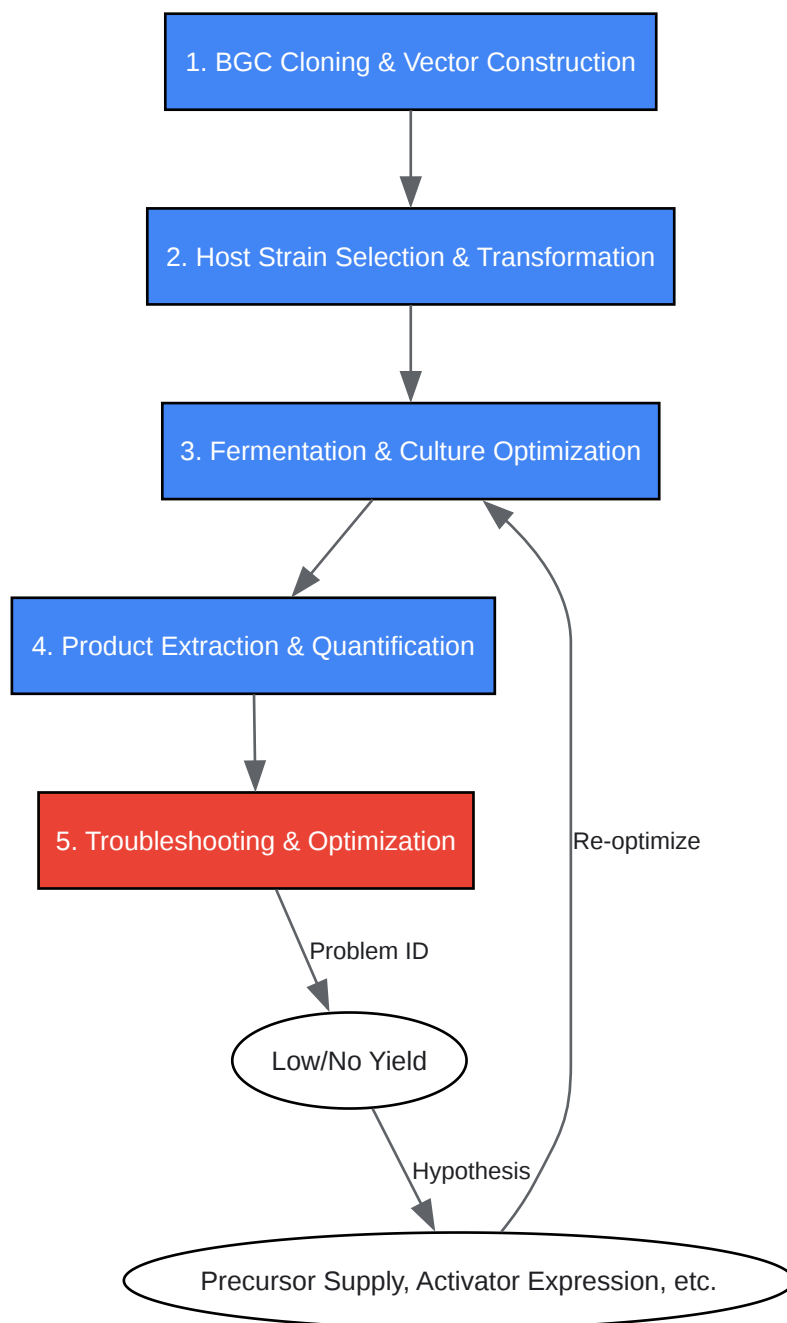 1. BGC Cloning & Vector Construction
2. Host Strain Selection & Transformation
3. Fermentation & Culture Optimization
4. Product Extraction & Quantification
5. Troubleshooting & Optimization
Re-optimize
Problem ID
Low/No Yield
Hypothesis
Precursor Supply, Activator Expression, etc.